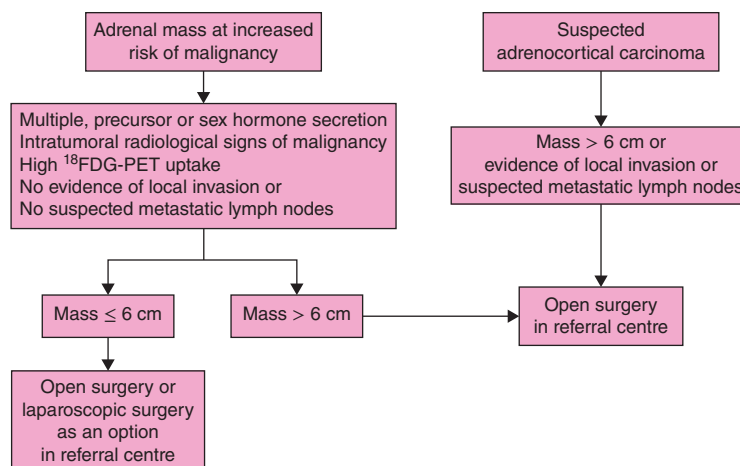 Adrenal mass at increased
risk of malignancy
Suspected
adrenocortical carcinoma
Multiple, precursor or sex hormone secretion
Intratumoral radiological signs of malignancy
High ¹⁸FDG-PET uptake
No evidence of local invasion or
No suspected metastatic lymph nodes
Mass > 6 cm or
evidence of local invasion or
suspected metastatic lymph nodes
Mass ≤ 6 cm
Mass > 6 cm
Open surgery
in referral centre
Open surgery or
laparoscopic surgery
as an option
in referral centre